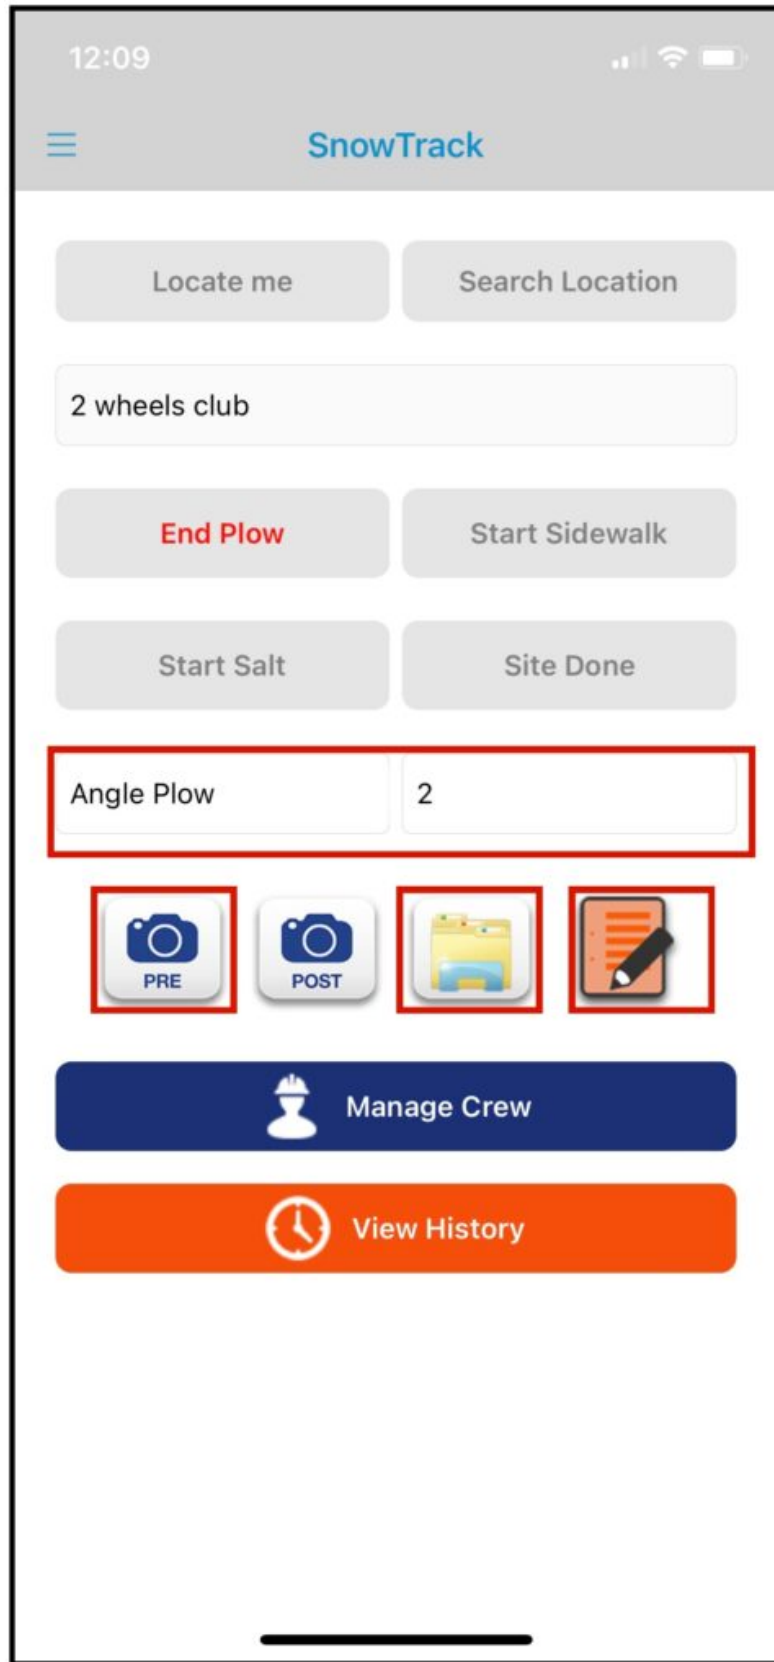 12:09
SnowTrack
Locate me
Search Location
2 wheels club
End Plow
Start Sidewalk
Start Salt
Site Done
Angle Plow
2
PRE
POST
Manage Crew
View History